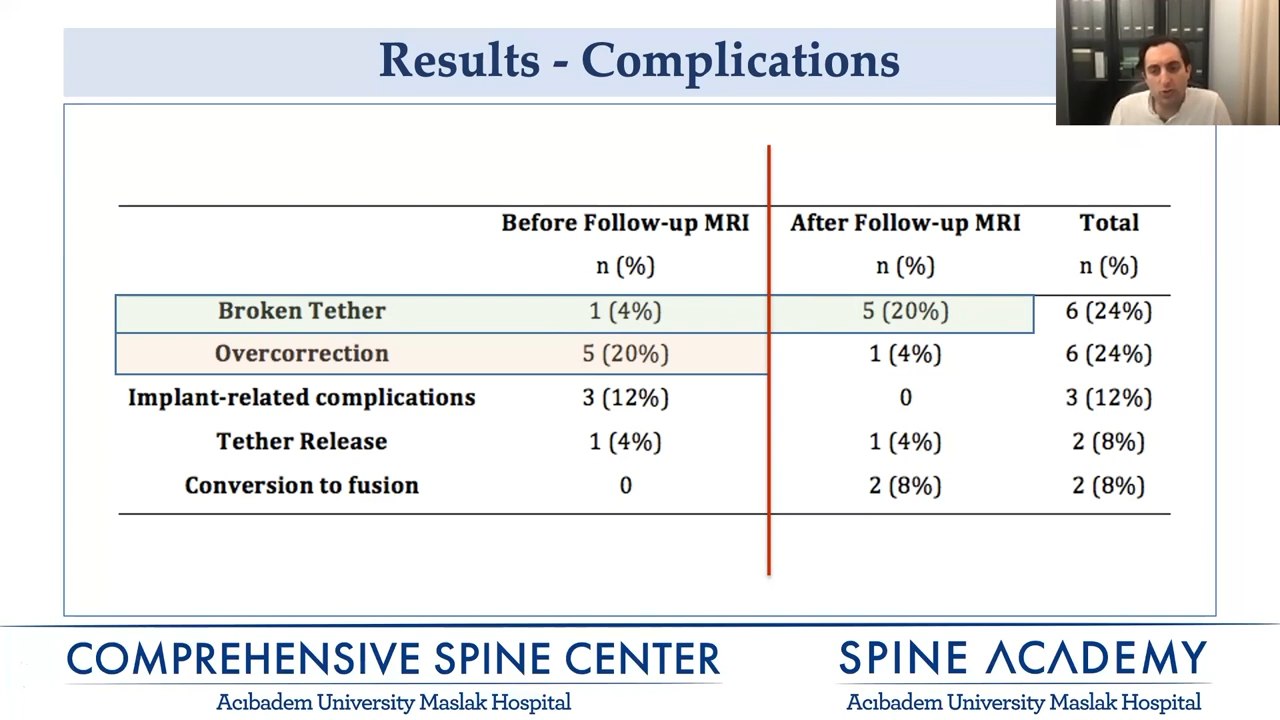 Results - Complications
Before Follow-up MRI After Follow-up MRI Total
n (%) n (%) n (%)
Broken Tether 1 (4%) 5 (20%) 6 (24%)
Overcorrection 5 (20%) 1 (4%) 6 (24%)
Implant-related complications 3 (12%) 0 3 (12%)
Tether Release 1 (4%) 1 (4%) 2 (8%)
Conversion to fusion 0 2 (8%) 2 (8%)
COMPREHENSIVE SPINE CENTER
Acıbadem University Maslak Hospital
SPINE ACADEMY
Acıbadem University Maslak Hospital